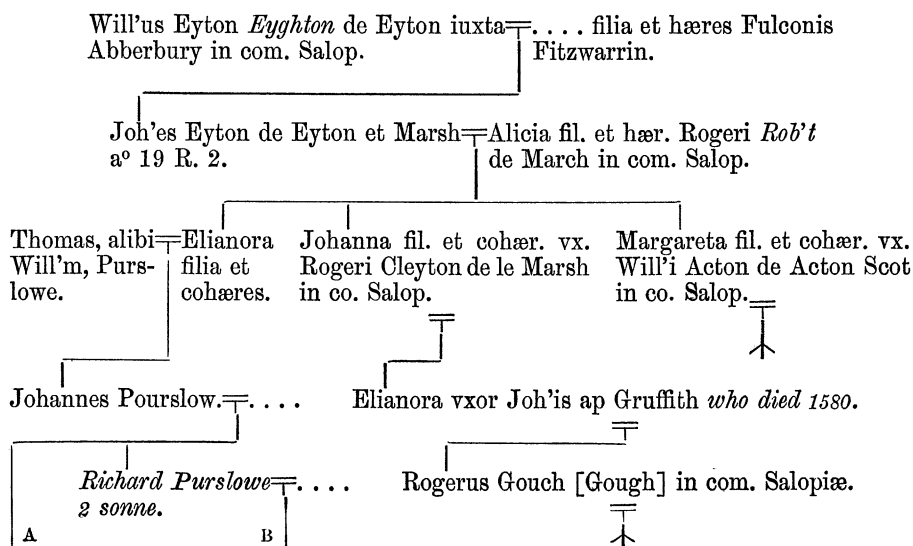 Will'us Eyton Eyghton de Eyton iuxta
Abberbury in com. Salop.
.... filia et hæres Fulconis
Fitzwarrin.
Joh'es Eyton de Eyton et Marsh
aº 19 R. 2.
Alicia fil. et hær. Rogeri Rob't
de March in com. Salop.
Thomas, alibi
Will'm, Purs-
lowe.
Elianora
filia et
cohæres.
Johanna fil. et cohær. vx.
Rogeri Cleyton de le Marsh
in co. Salop.
Margareta fil. et cohær. vx.
Will'i Acton de Acton Scot
in co. Salop.
Johannes Pourslow.
....
Elianora vxor Joh'is ap Gruffith who died 1580.
Richard Purslowe
2 sonne.
....
Rogerus Gouch [Gough] in com. Salopiæ.
A
B